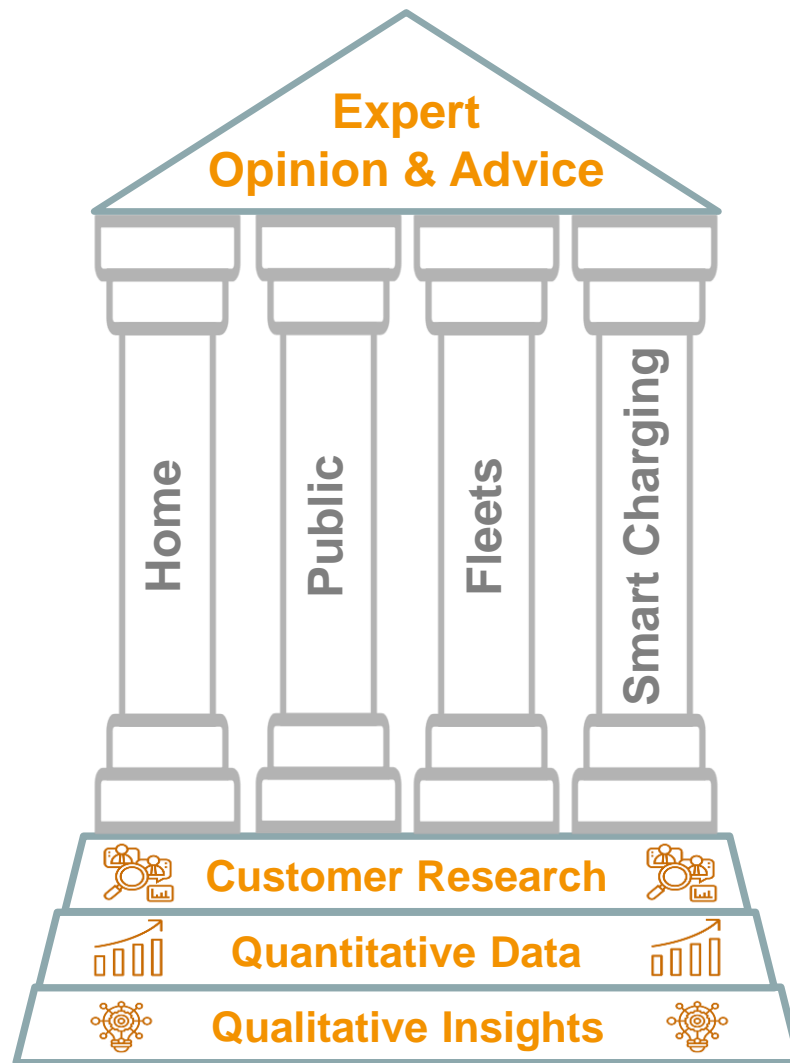 Expert
Opinion & Advice
Home
Public
Fleets
Smart Charging
Customer Research
Quantitative Data
Qualitative Insights